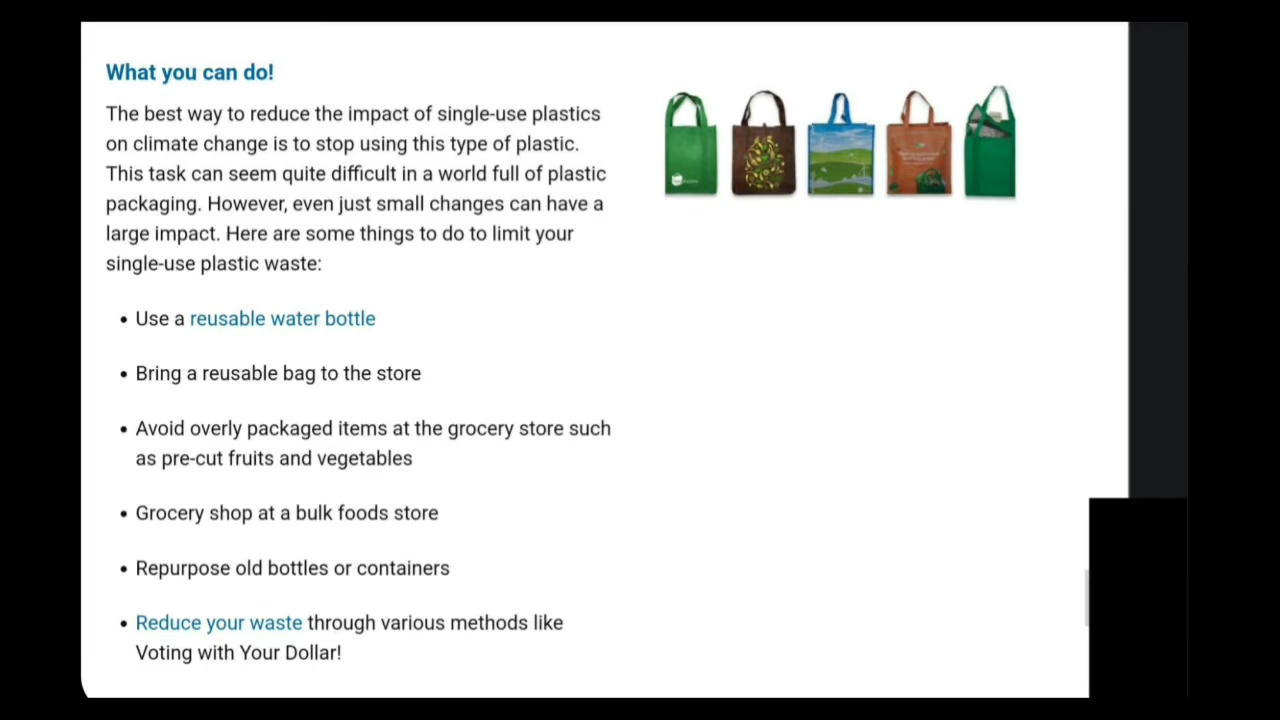 What you can do!
The best way to reduce the impact of single-use plastics
on climate change is to stop using this type of plastic.
This task can seem quite difficult in a world full of plastic
packaging. However, even just small changes can have a
large impact. Here are some things to do to limit your
single-use plastic waste:
• Use a reusable water bottle
• Bring a reusable bag to the store
• Avoid overly packaged items at the grocery store such
as pre-cut fruits and vegetables
• Grocery shop at a bulk foods store
• Repurpose old bottles or containers
• Reduce your waste through various methods like
Voting with Your Dollar!